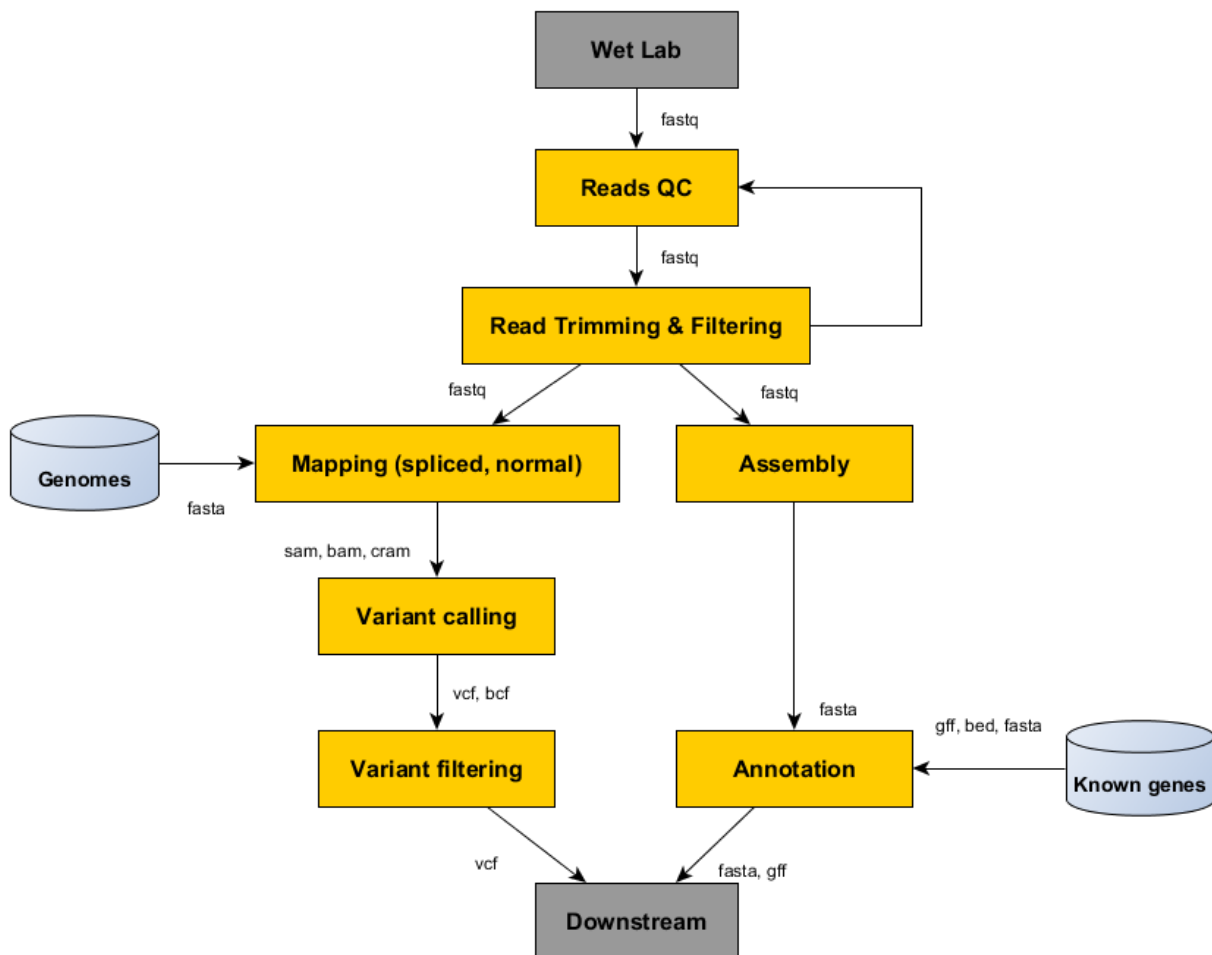 Wet Lab
fastq
Reads QC
fastq
Read Trimming & Filtering
fastq
fastq
Genomes
fasta
Mapping (spliced, normal)
Assembly
sam, bam, cram
Variant calling
vcf, bcf
fasta
gff, bed, fasta
Variant filtering
Annotation
Known genes
vcf
fasta, gff
Downstream